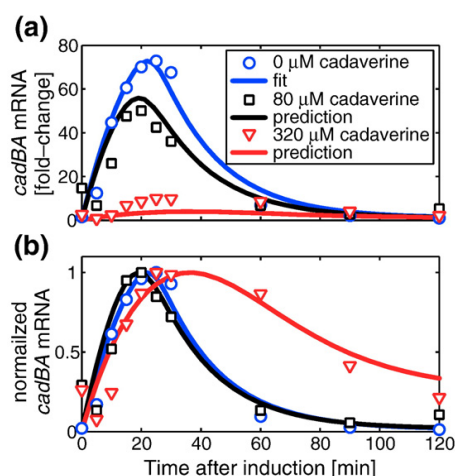 (a)
80
60
40
20
0
cadBA mRNA
[fold–change]
0 μM cadaverine
fit
80 μM cadaverine
prediction
320 μM cadaverine
prediction
(b)
1
0.5
0
normailzed
cadBA mRNA
0 20 40 60 80 100 120
Time after induction [min]